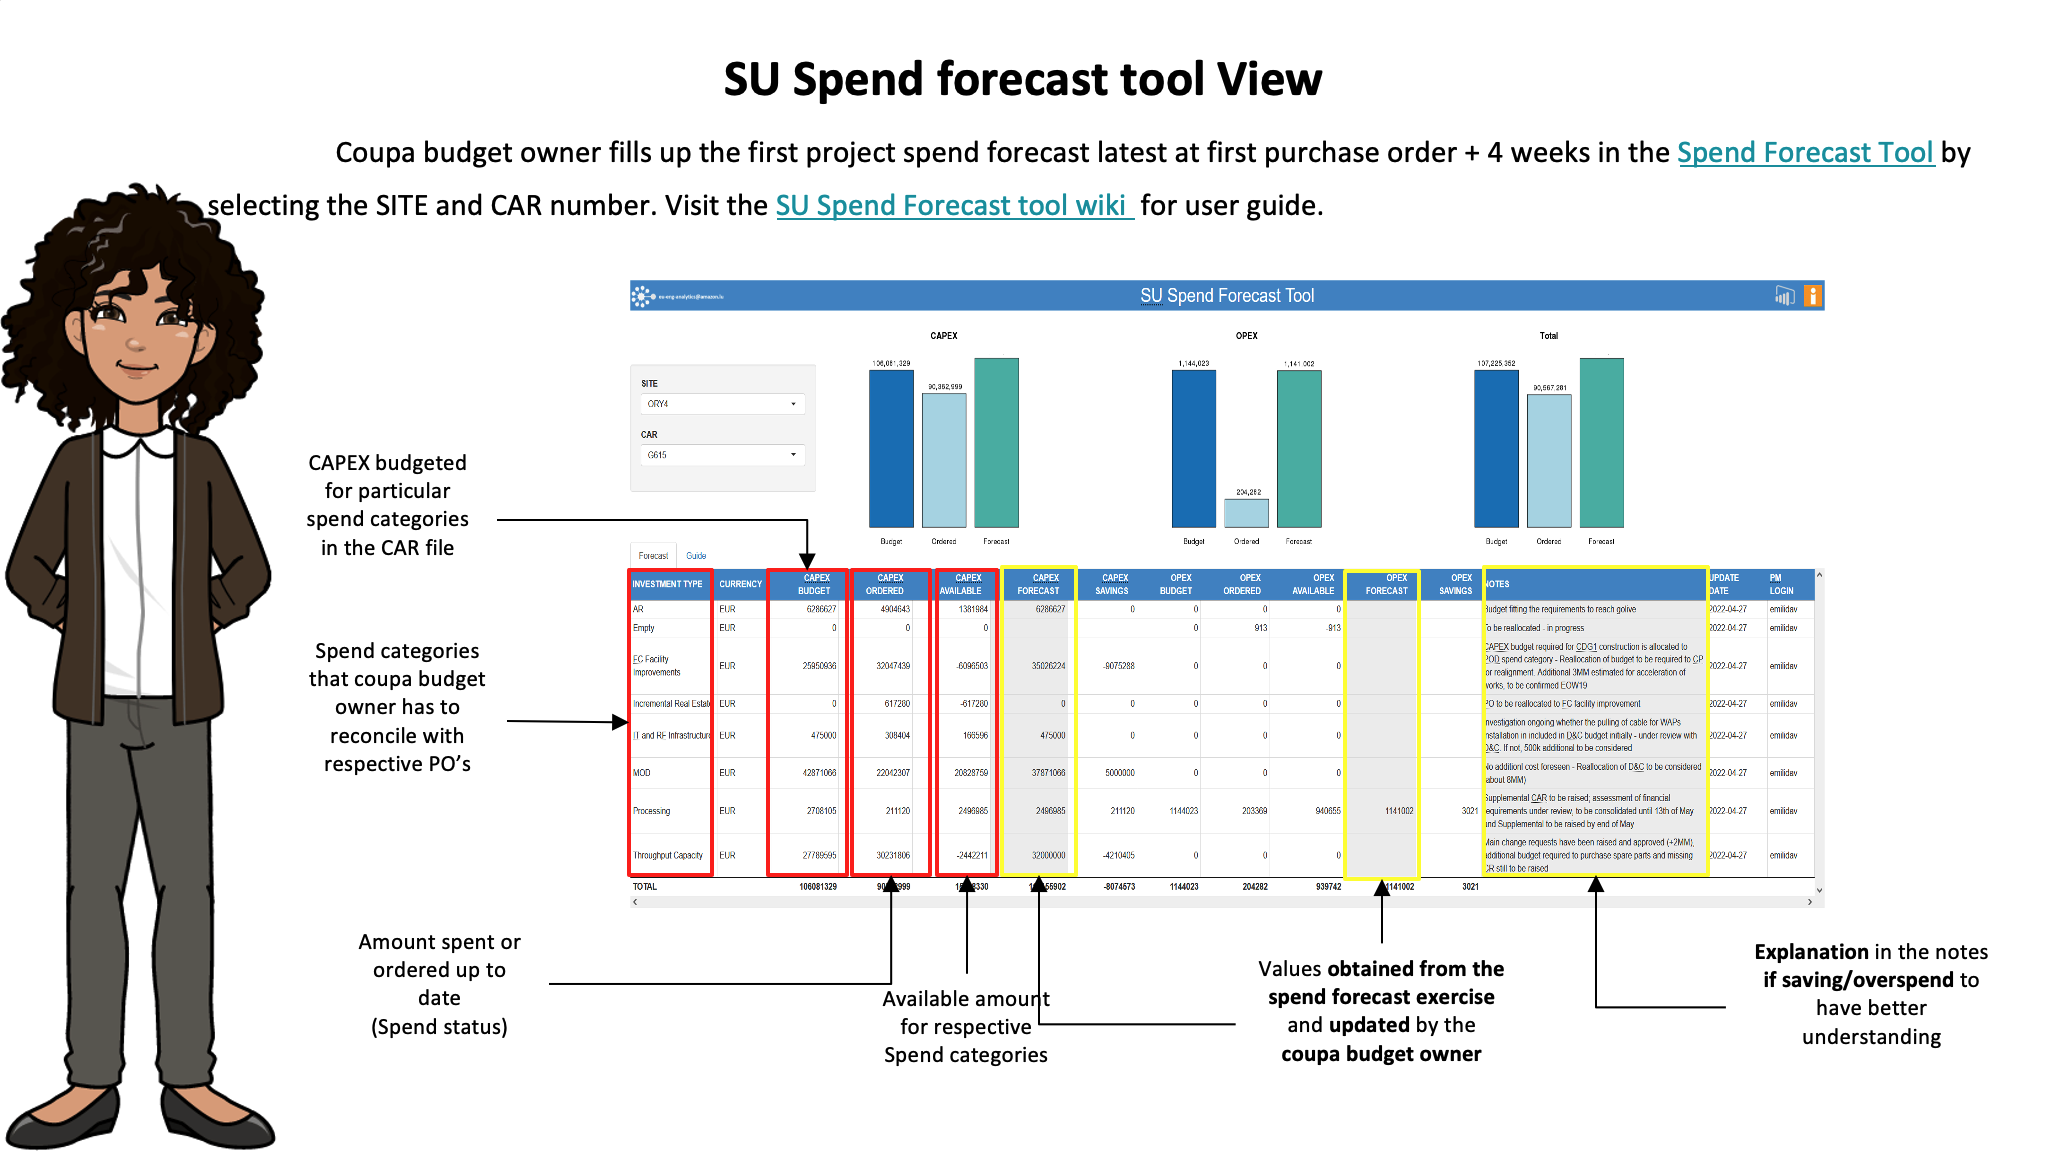 SU Spend forecast tool View
Coupa budget owner fills up the first project spend forecast latest at first purchase order + 4 weeks in the Spend Forecast Tool by
selecting the SITE and CAR number. Visit the SU Spend Forecast tool wiki for user guide.
SU Spend Forecast Tool
SITE
ORY4
CAR
G615
CAPEX
106,081,329
90,362,999
Budget Ordered Forecast
OPEX
1,144,023
204,282
1,141,002
Budget Ordered Forecast
Total
107,225,352
90,567,281
Budget Ordered Forecast
CAPEX budgeted
for particular
spend categories
in the CAR file
Spend categories
that coupa budget
owner has to
reconcile with
respective PO's
Forecast Guide
INVESTMENT TYPE CURRENCY CAPEX BUDGET CAPEX ORDERED CAPEX AVAILABLE CAPEX FORECAST CAPEX SAVINGS OPEX BUDGET OPEX ORDERED OPEX AVAILABLE OPEX FORECAST OPEX SAVINGS NOTES UPDATE DATE PM LOGIN
AR EUR 6286627 4904643 1381984 6286627 0 0 0 0 Budget fitting the requirements to reach golive 2022-04-27 emilidav
Empty EUR 0 0 0 0 913 -913 To be reallocated - in progress 2022-04-27 emilidav
FC Facility
Improvements
EUR 25950936 32047439 -6096503 35026224 -9075288 0 0 0
CAPEX budget required for CDG1 construction is allocated to
POD spend category - Reallocation of budget to be required to CP
for realignment. Additional 3MM estimated for acceleration of
works, to be confirmed EOW19
2022-04-27 emilidav
Incremental Real Estate EUR 0 617280 -617280 0 0 0 0 0 PO to be reallocated to FC facility improvement 2022-04-27 emilidav
IT and RF Infrastructure EUR 475000 308404 166596 475000 0 0 0 0
Investigation ongoing whether the pulling of cable for WAPs
installation in included in D&C budget initially - under review with
D&C. If not, 500k additional to be considered
2022-04-27 emilidav
MOD EUR 42871066 22042307 20828759 37871066 5000000 0 0 0
No additionl cost foreseen - Reallocation of D&C to be considered
(about 8MM)
2022-04-27 emilidav
Processing EUR 2708105 211120 2496985 2496985 211120 1144023 203369 940655 1141002 3021
Supplemental CAR to be raised; assessment of financial
requirements under review, to be consolidated until 13th of May
and Supplemental to be raised by end of May
2022-04-27 emilidav
Throughput Capacity EUR 27789595 30231806 -2442211 32000000 -4210405 0 0 0
Main change requests have been raised and approved (+2MM),
additional budget required to purchase spare parts and missing
CR still to be raised
2022-04-27 emilidav
TOTAL 106081329 -8074573 1144023 204282 939742 1141002 3021
Amount spent or
ordered up to
date
(Spend status)
Available amount
for respective
Spend categories
Values obtained from the
spend forecast exercise
and updated by the
coupa budget owner
Explanation in the notes
if saving/overspend to
have better
understanding